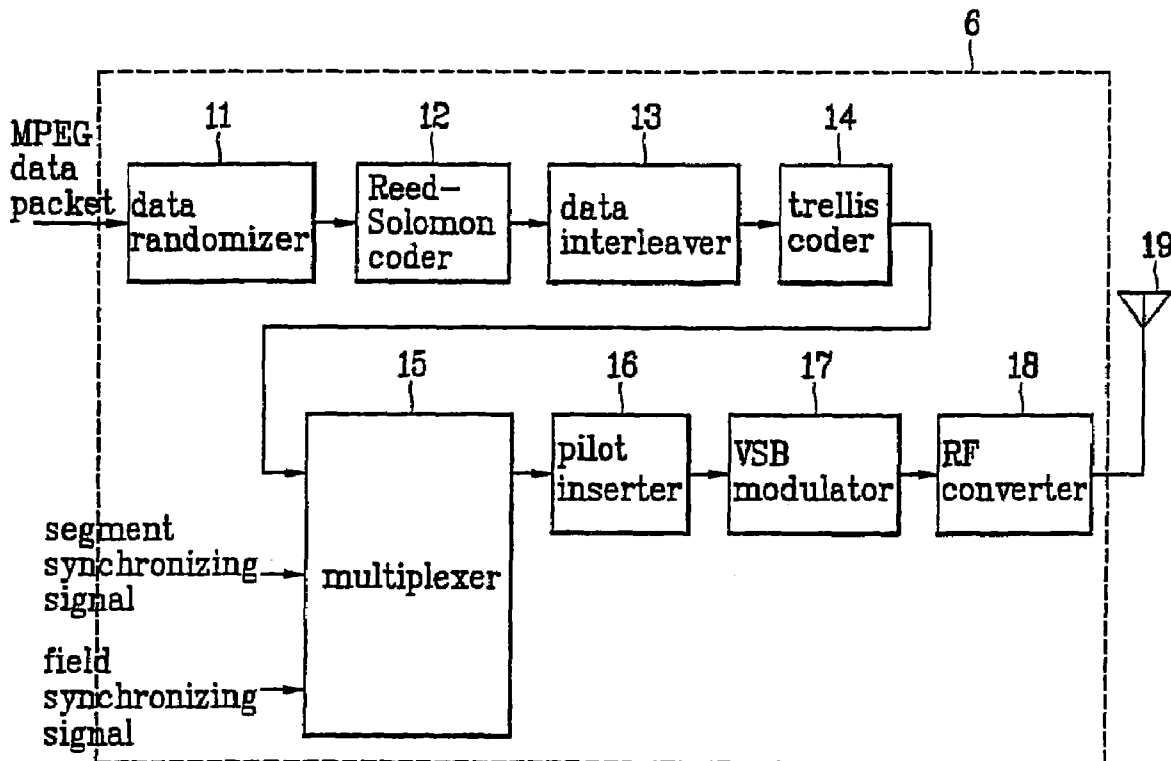 6
MPEG
data
packet
11
data
randomizer
12
Reed-
Solomon
coder
13
data
interleaver
14
trellis
coder
19
15
multiplexer
16
pilot
inserter
17
VSB
modulator
18
RF
converter
segment
synchronizing
signal
field
synchronizing
signal